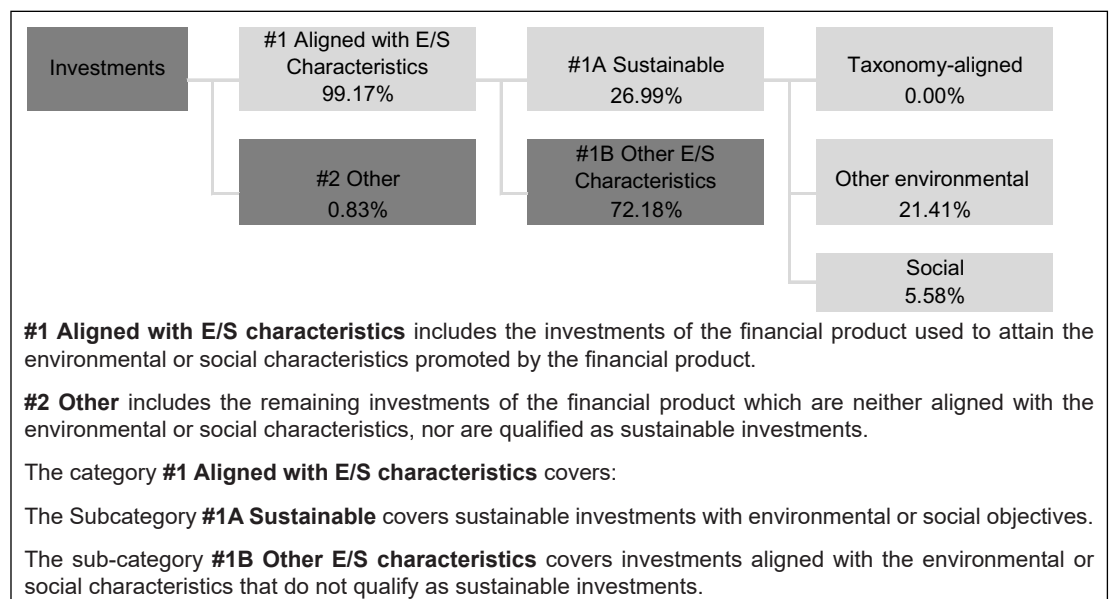 Investments
#1 Aligned with E/S
Characteristics
99.17%
#2 Other
0.83%
#1A Sustainable
26.99%
#1B Other E/S
Characteristics
72.18%
Taxonomy-aligned
0.00%
Other environmental
21.41%
Social
5.58%
#1 Aligned with E/S characteristics includes the investments of the financial product used to attain the
environmental or social characteristics promoted by the financial product.
#2 Other includes the remaining investments of the financial product which are neither aligned with the
environmental or social characteristics, nor are qualified as sustainable investments.
The category #1 Aligned with E/S characteristics covers:
The Subcategory #1A Sustainable covers sustainable investments with environmental or social objectives.
The sub-category #1B Other E/S characteristics covers investments aligned with the environmental or
social characteristics that do not qualify as sustainable investments.